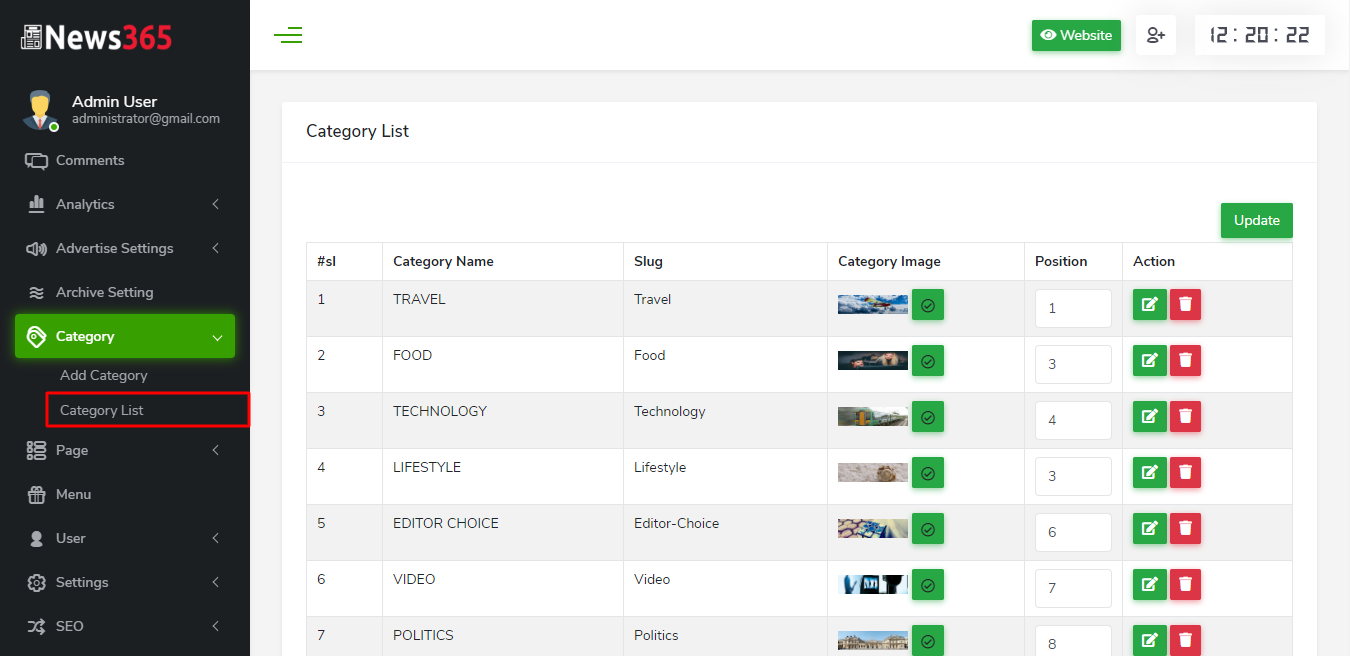 News365
Website
12:20:22
Admin User
administrator@gmail.com
Comments
Analytics
Advertise Settings
Archive Setting
Category
Add Category
Category List
Page
Menu
User
Settings
SEO
Category List
Update
#sl Category Name Slug Category Image Position Action
1 TRAVEL Travel 1
2 FOOD Food 3
3 TECHNOLOGY Technology 4
4 LIFESTYLE Lifestyle 3
5 EDITOR CHOICE Editor-Choice 6
6 VIDEO Video 7
7 POLITICS Politics 8